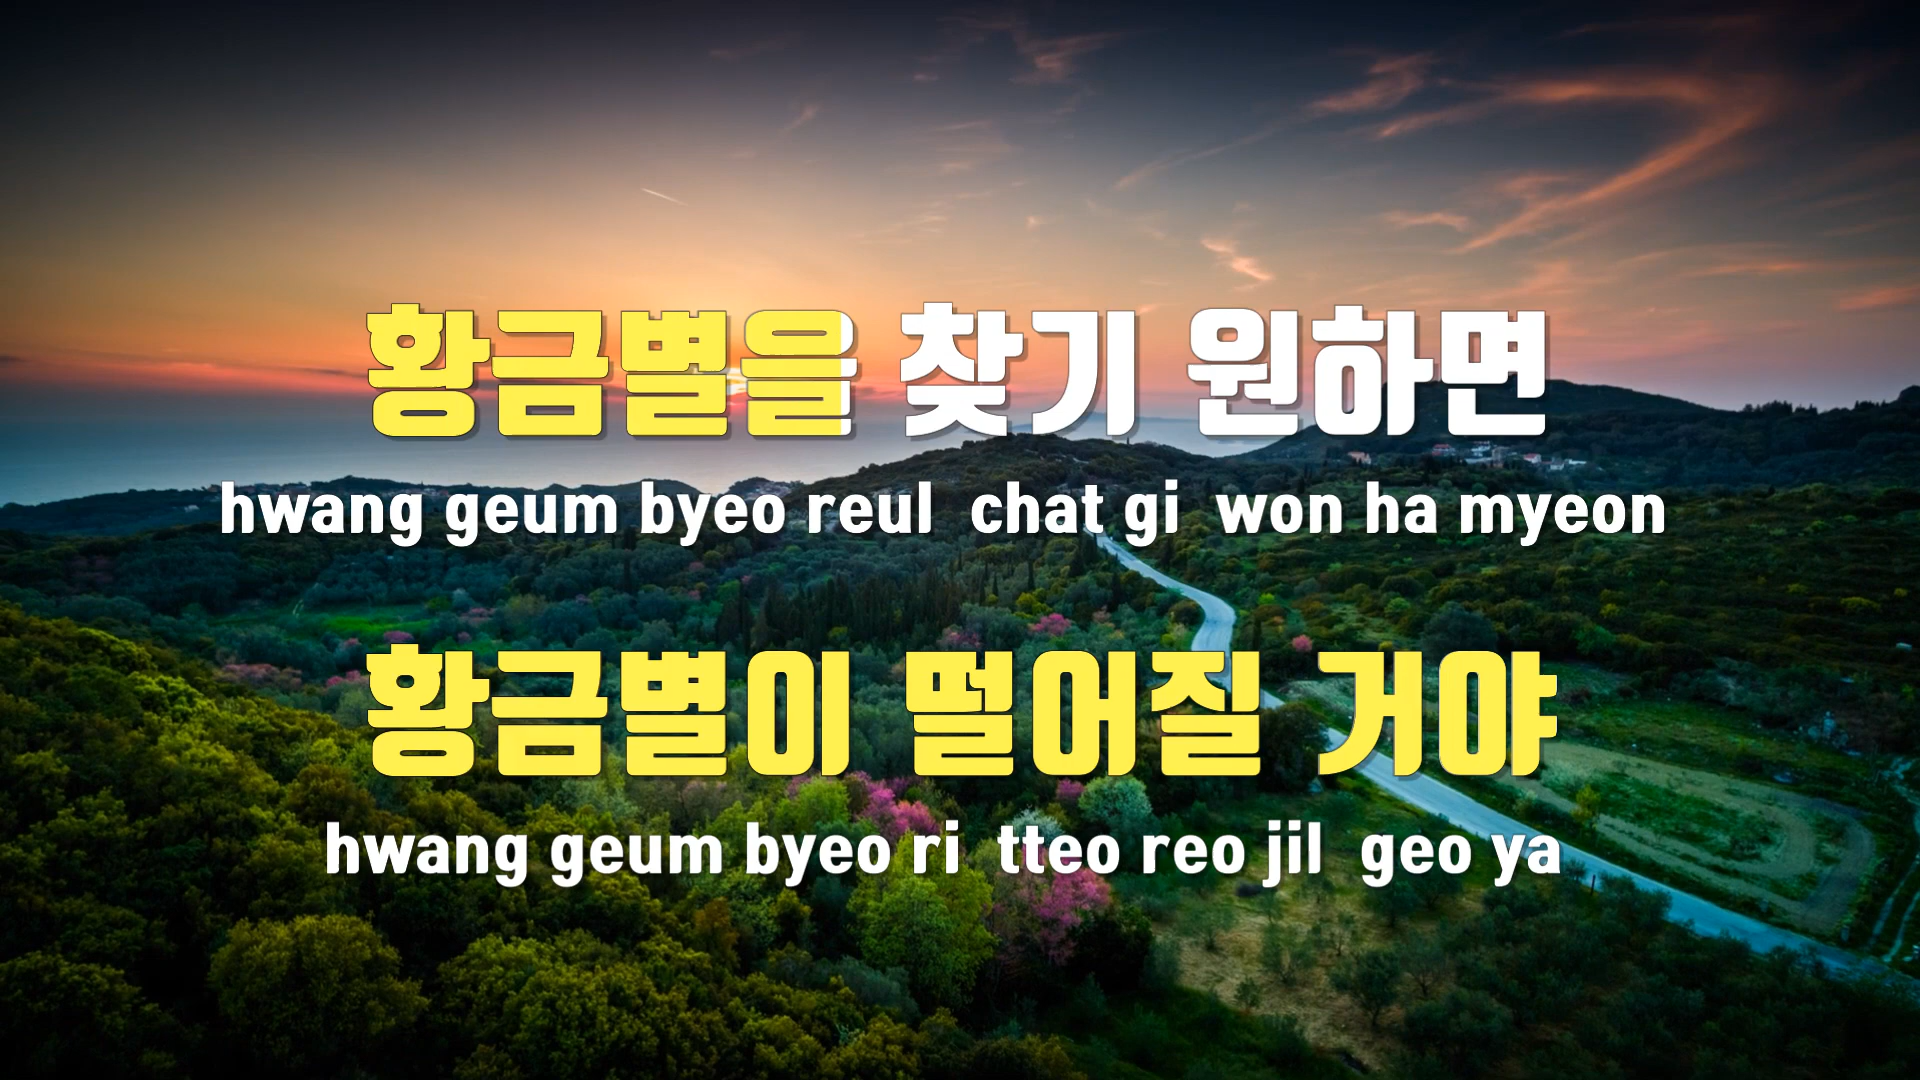 황금별을 찾기 원하면
hwang geum byeo reul chat gi won ha myeon
황금별이 떨어질 거야
hwang geum byeo ri tteo reo jil geo ya